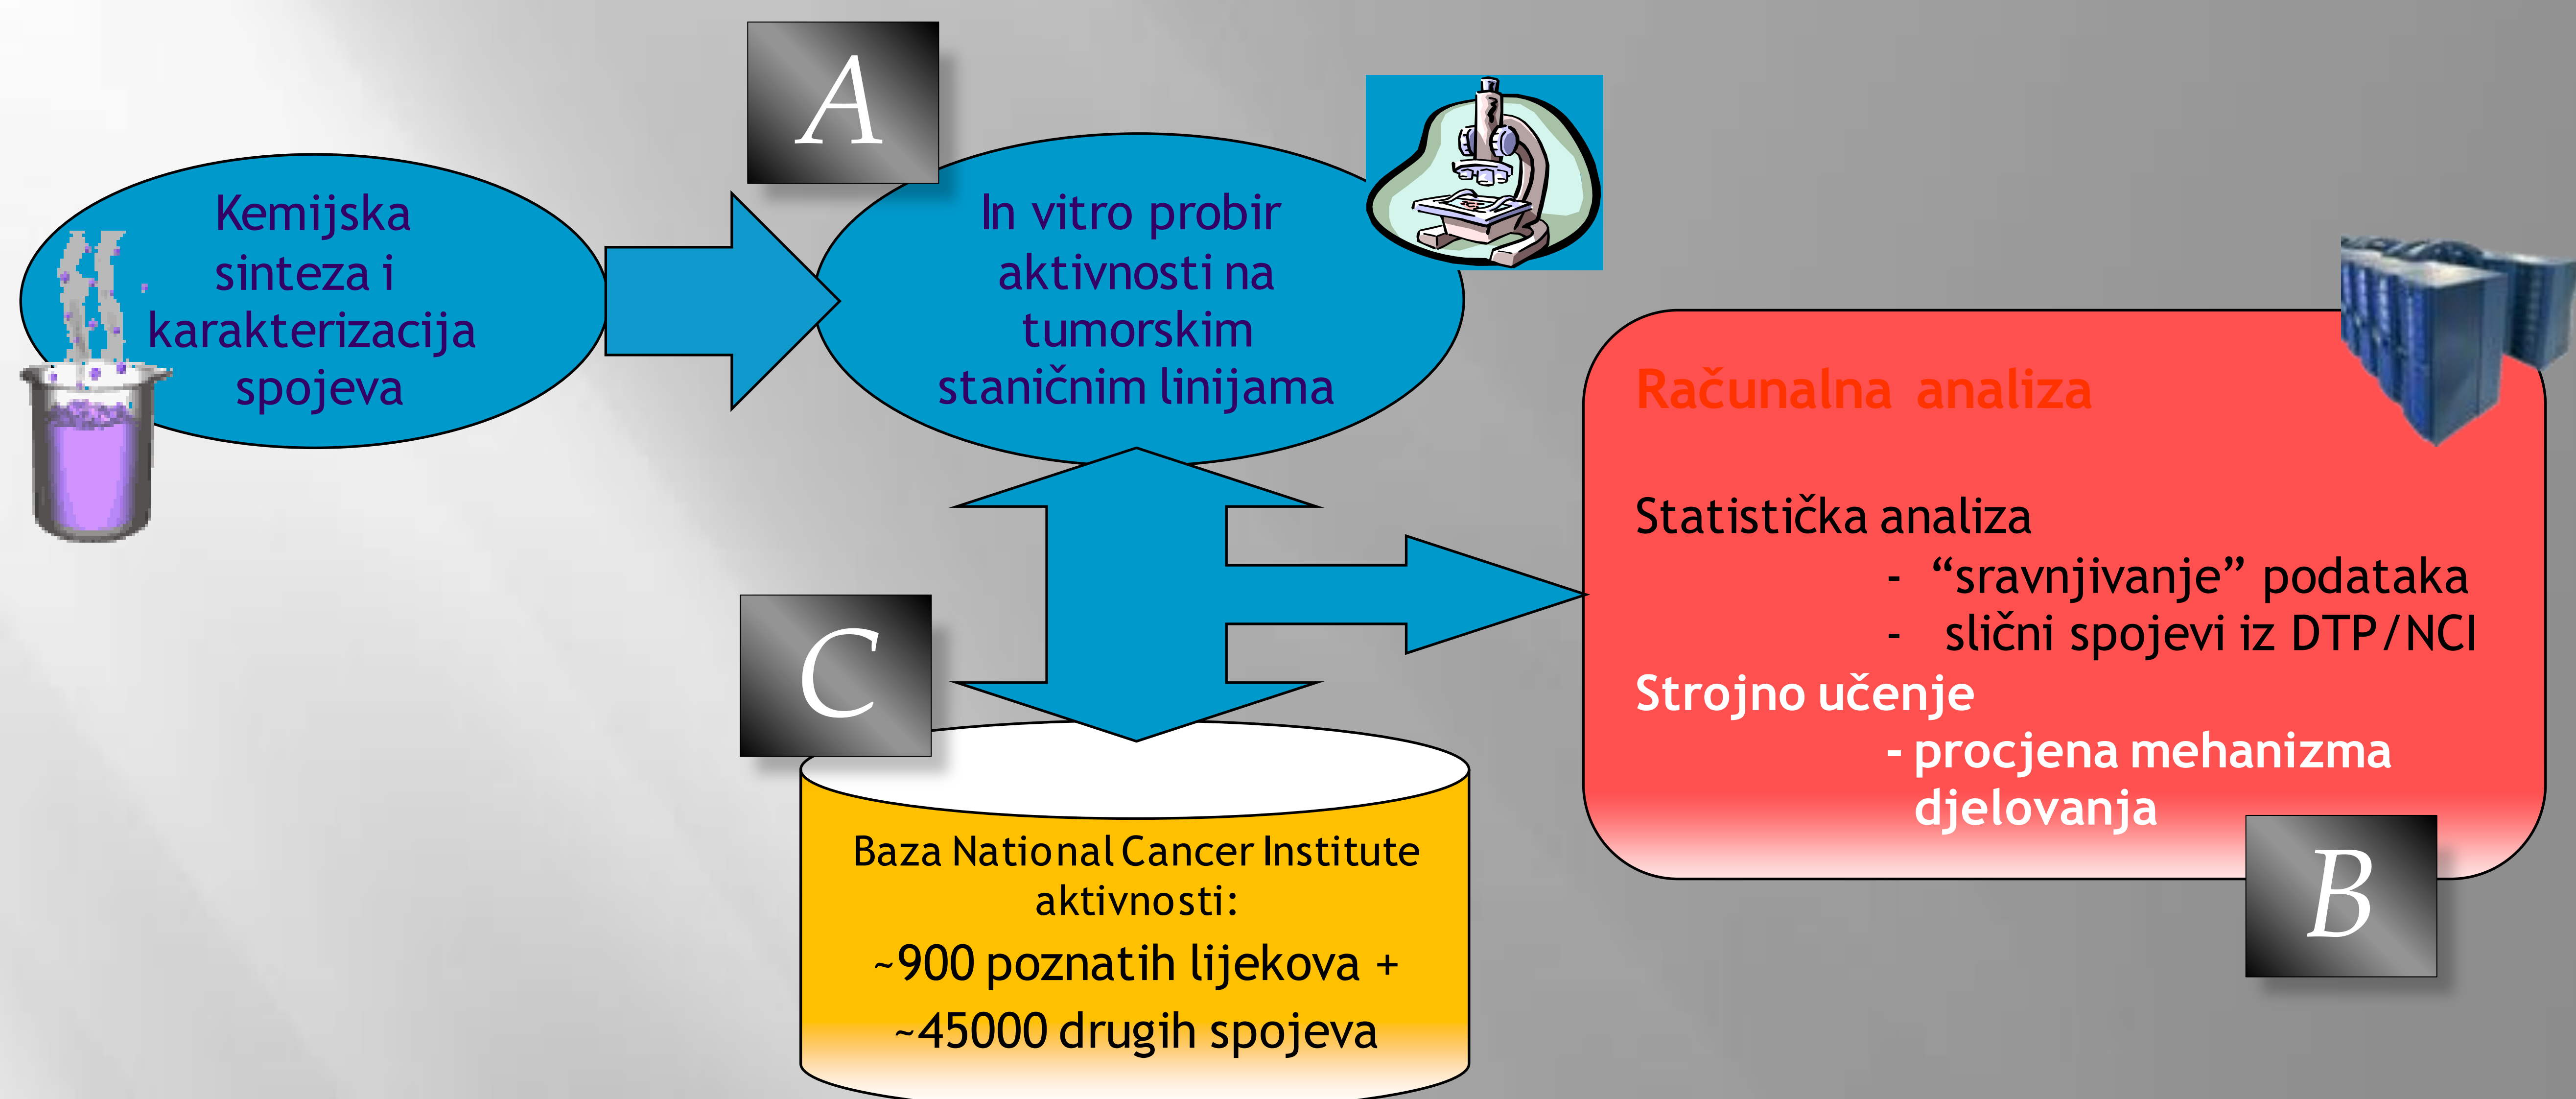 A
Kemijska
sinteza i
karakterizacija
spojeva
In vitro probir
aktivnosti na
tumorskim
staničnim linijama
Računalna analiza
Statistička analiza
- “sravnjivanje” podataka
- slični spojevi iz DTP/NCI
Strojno učenje
- procjena mehanizma
djelovanja
B
C
Baza National Cancer Institute
aktivnosti:
~900 poznatih lijekova +
~45000 drugih spojeva